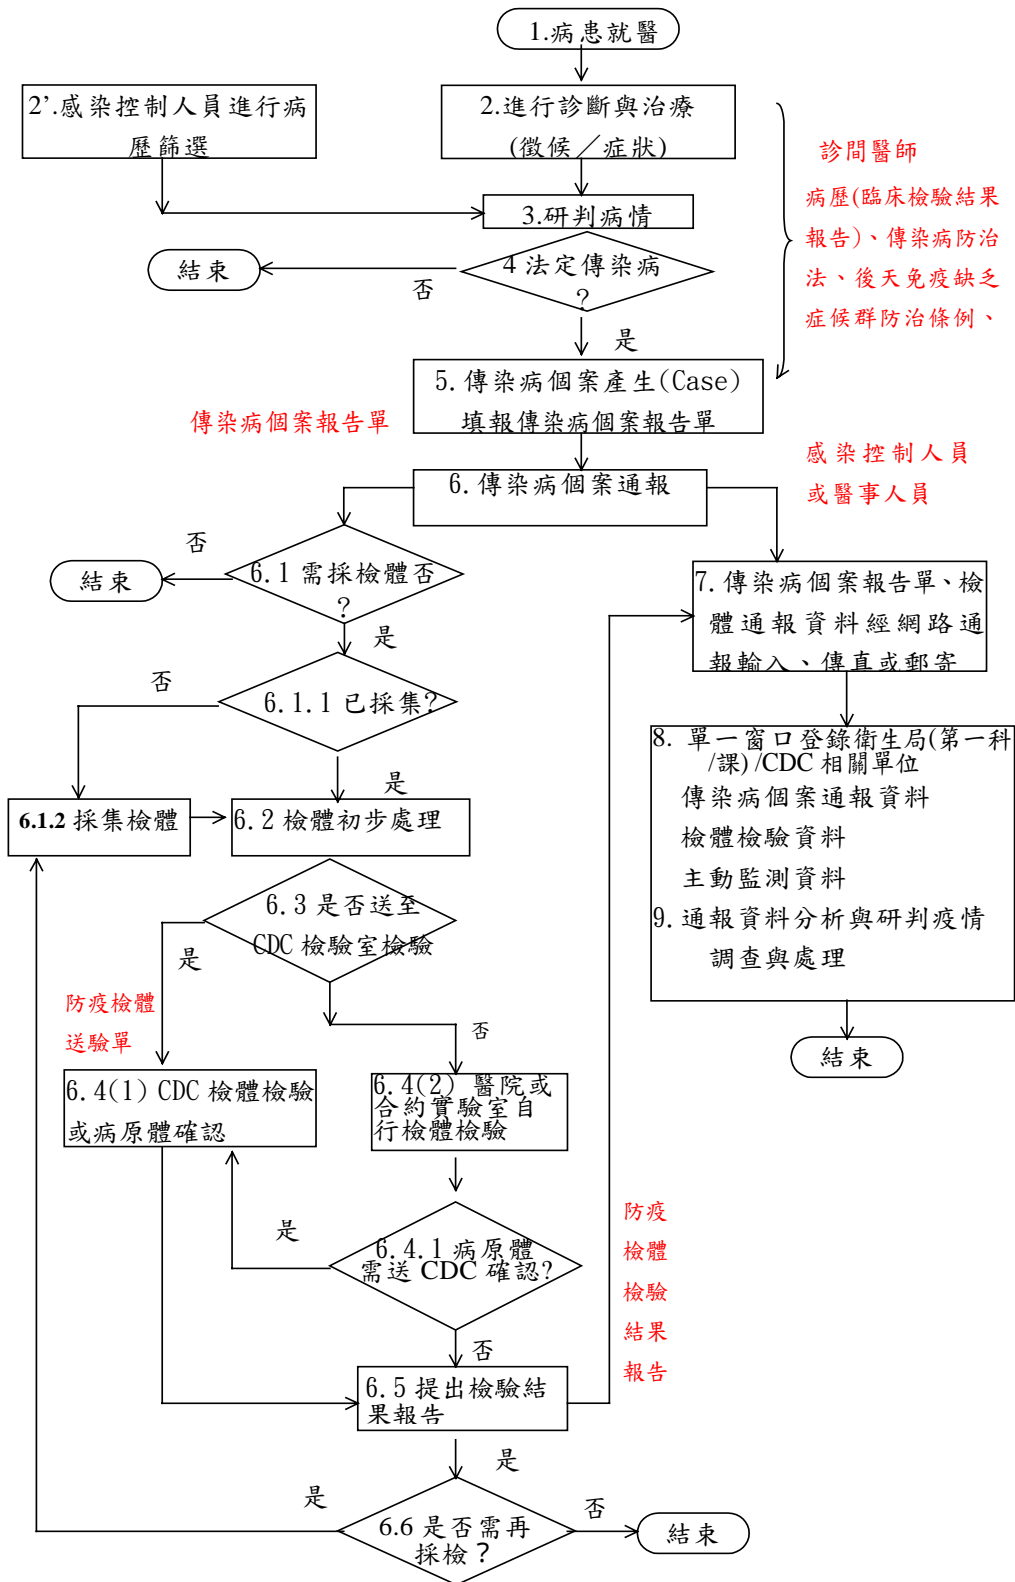 1.病患就醫
2’.感染控制人員進行病
歷篩選
2.進行診斷與治療
(徵候／症狀)
診間醫師
病歷(臨床檢驗結果
報告)、傳染病防治
法、後天免疫缺乏
症候群防治條例、
3.研判病情
4 法定傳染病
？
結束
否
是
5.傳染病個案產生(Case)
填報傳染病個案報告單
傳染病個案報告單
感染控制人員
或醫事人員
6.傳染病個案通報
否
6.1 需採檢體否
？
結束
是
7.傳染病個案報告單、檢
體通報資料經網路通
報輸入、傳直或郵寄
否
6.1.1 已採集?
是
6.1.2 採集檢體
6.2 檢體初步處理
8. 單一窗口登錄衛生局(第一科
/課)/CDC 相關單位
傳染病個案通報資料
檢體檢驗資料
主動監測資料
9.通報資料分析與研判疫情
調查與處理
結束
6.3 是否送至
CDC 檢驗室檢驗
是
否
防疫檢體
送驗單
6.4(1) CDC 檢體檢驗
或病原體確認
6.4(2) 醫院或
合約實驗室自
行檢體檢驗
是
6.4.1 病原體
需送 CDC 確認?
否
防疫
檢體
檢驗
結果
報告
6.5 提出檢驗結
果報告
是
是
6.6 是否需再
採檢？
否
結束